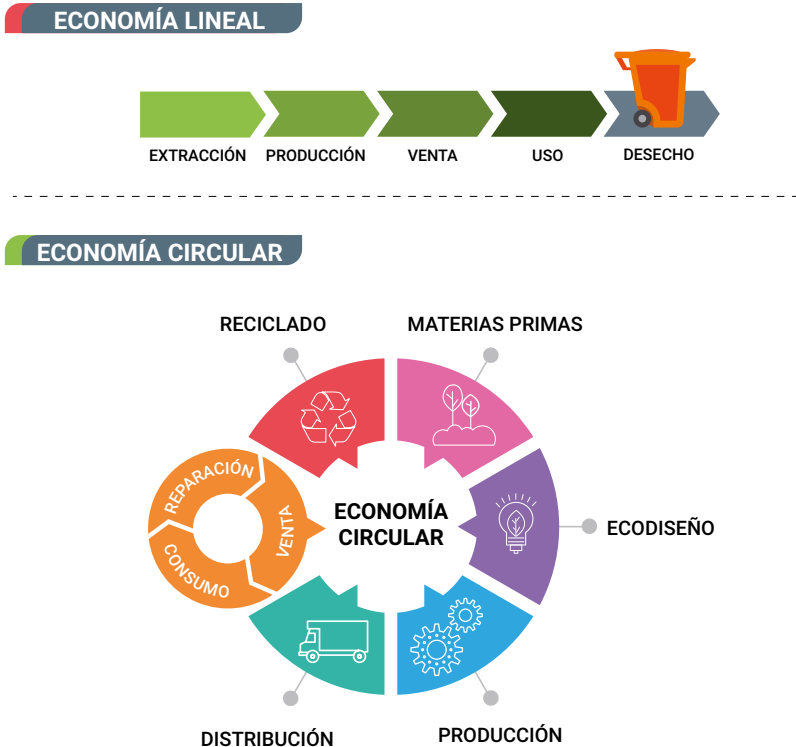 ECONOMÍA LINEAL
EXTRACCIÓN
PRODUCCIÓN
VENTA
USO
DESECHO
ECONOMÍA CIRCULAR
RECICLADO
MATERIAS PRIMAS
REPARACIÓN
VENTA
CONSUMO
ECONOMÍA
CIRCULAR
ECODISEÑO
DISTRIBUCIÓN
PRODUCCIÓN